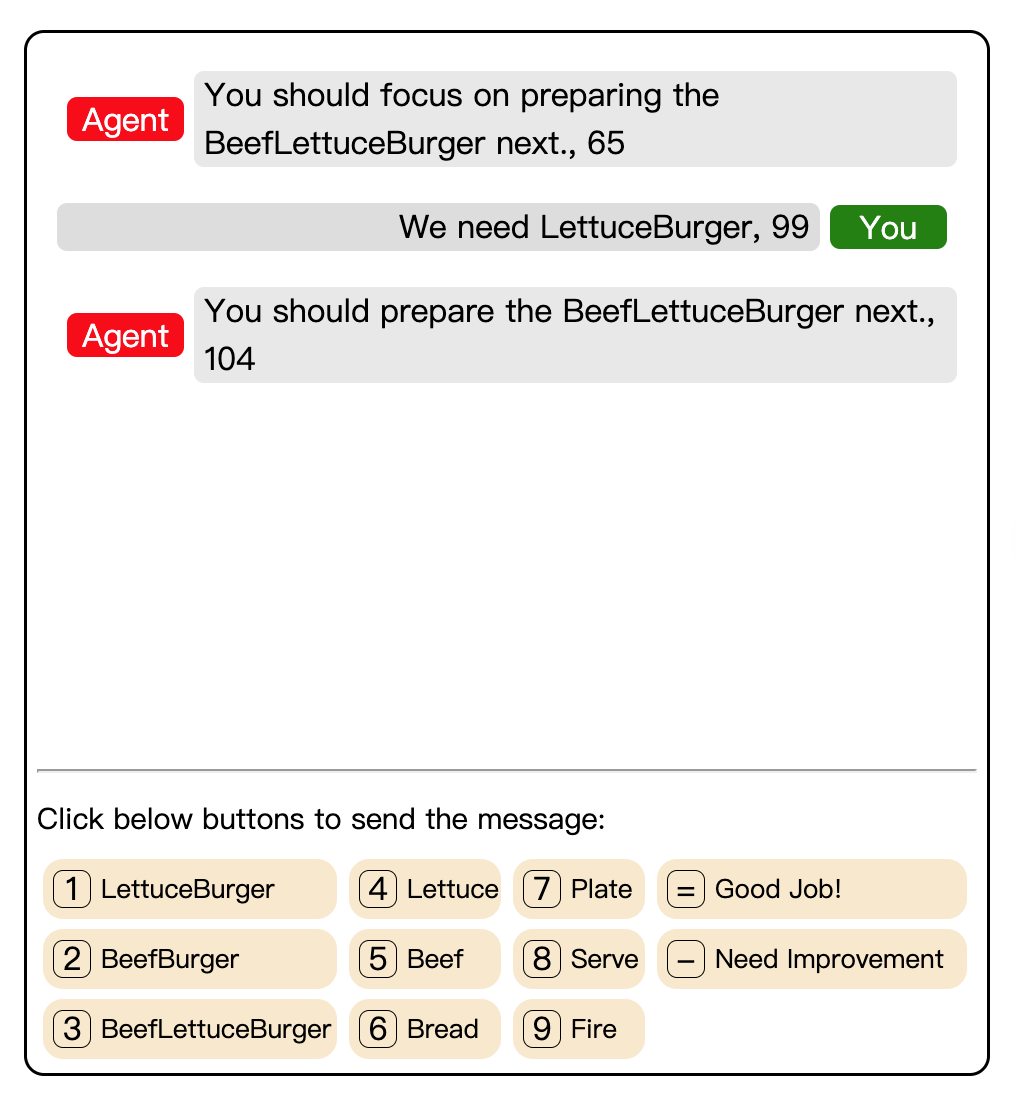 Agent
You should focus on preparing the
BeefLettuceBurger next., 65
We need LettuceBurger, 99
You
Agent
You should prepare the BeefLettuceBurger next.,
104
Click below buttons to send the message:
1 LettuceBurger
4 Lettuce
7 Plate
= Good Job!
2 BeefBurger
5 Beef
8 Serve
– Need Improvement
3 BeefLettuceBurger
6 Bread
9 Fire